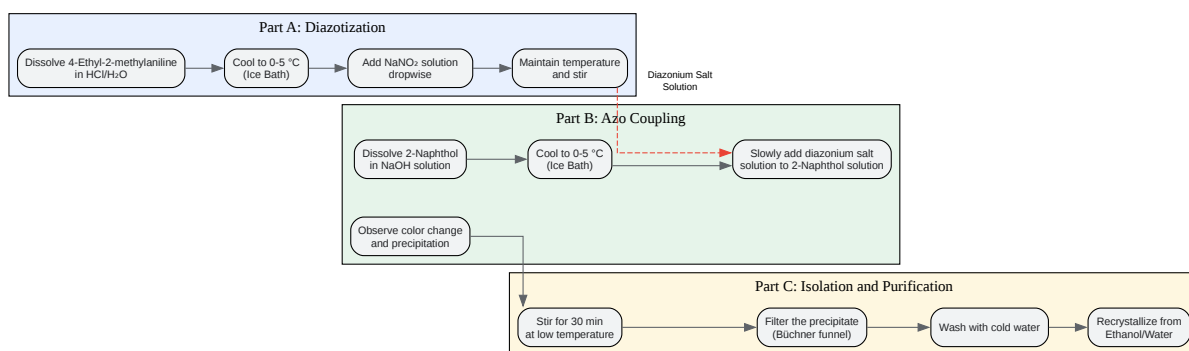 Part A: Diazotization
Dissolve 4-Ethyl-2-methylaniline
in HCl/H₂O
Cool to 0-5 °C
(Ice Bath)
Add NaNO₂ solution
dropwise
Maintain temperature
and stir
Diazonium Salt
Solution
Part B: Azo Coupling
Dissolve 2-Naphthol
in NaOH solution
Cool to 0-5 °C
(Ice Bath)
Slowly add diazonium salt
solution to 2-Naphthol solution
Observe color change
and precipitation
Part C: Isolation and Purification
Stir for 30 min
at low temperature
Filter the precipitate
(Büchner funnel)
Wash with cold water
Recrystallize from
Ethanol/Water